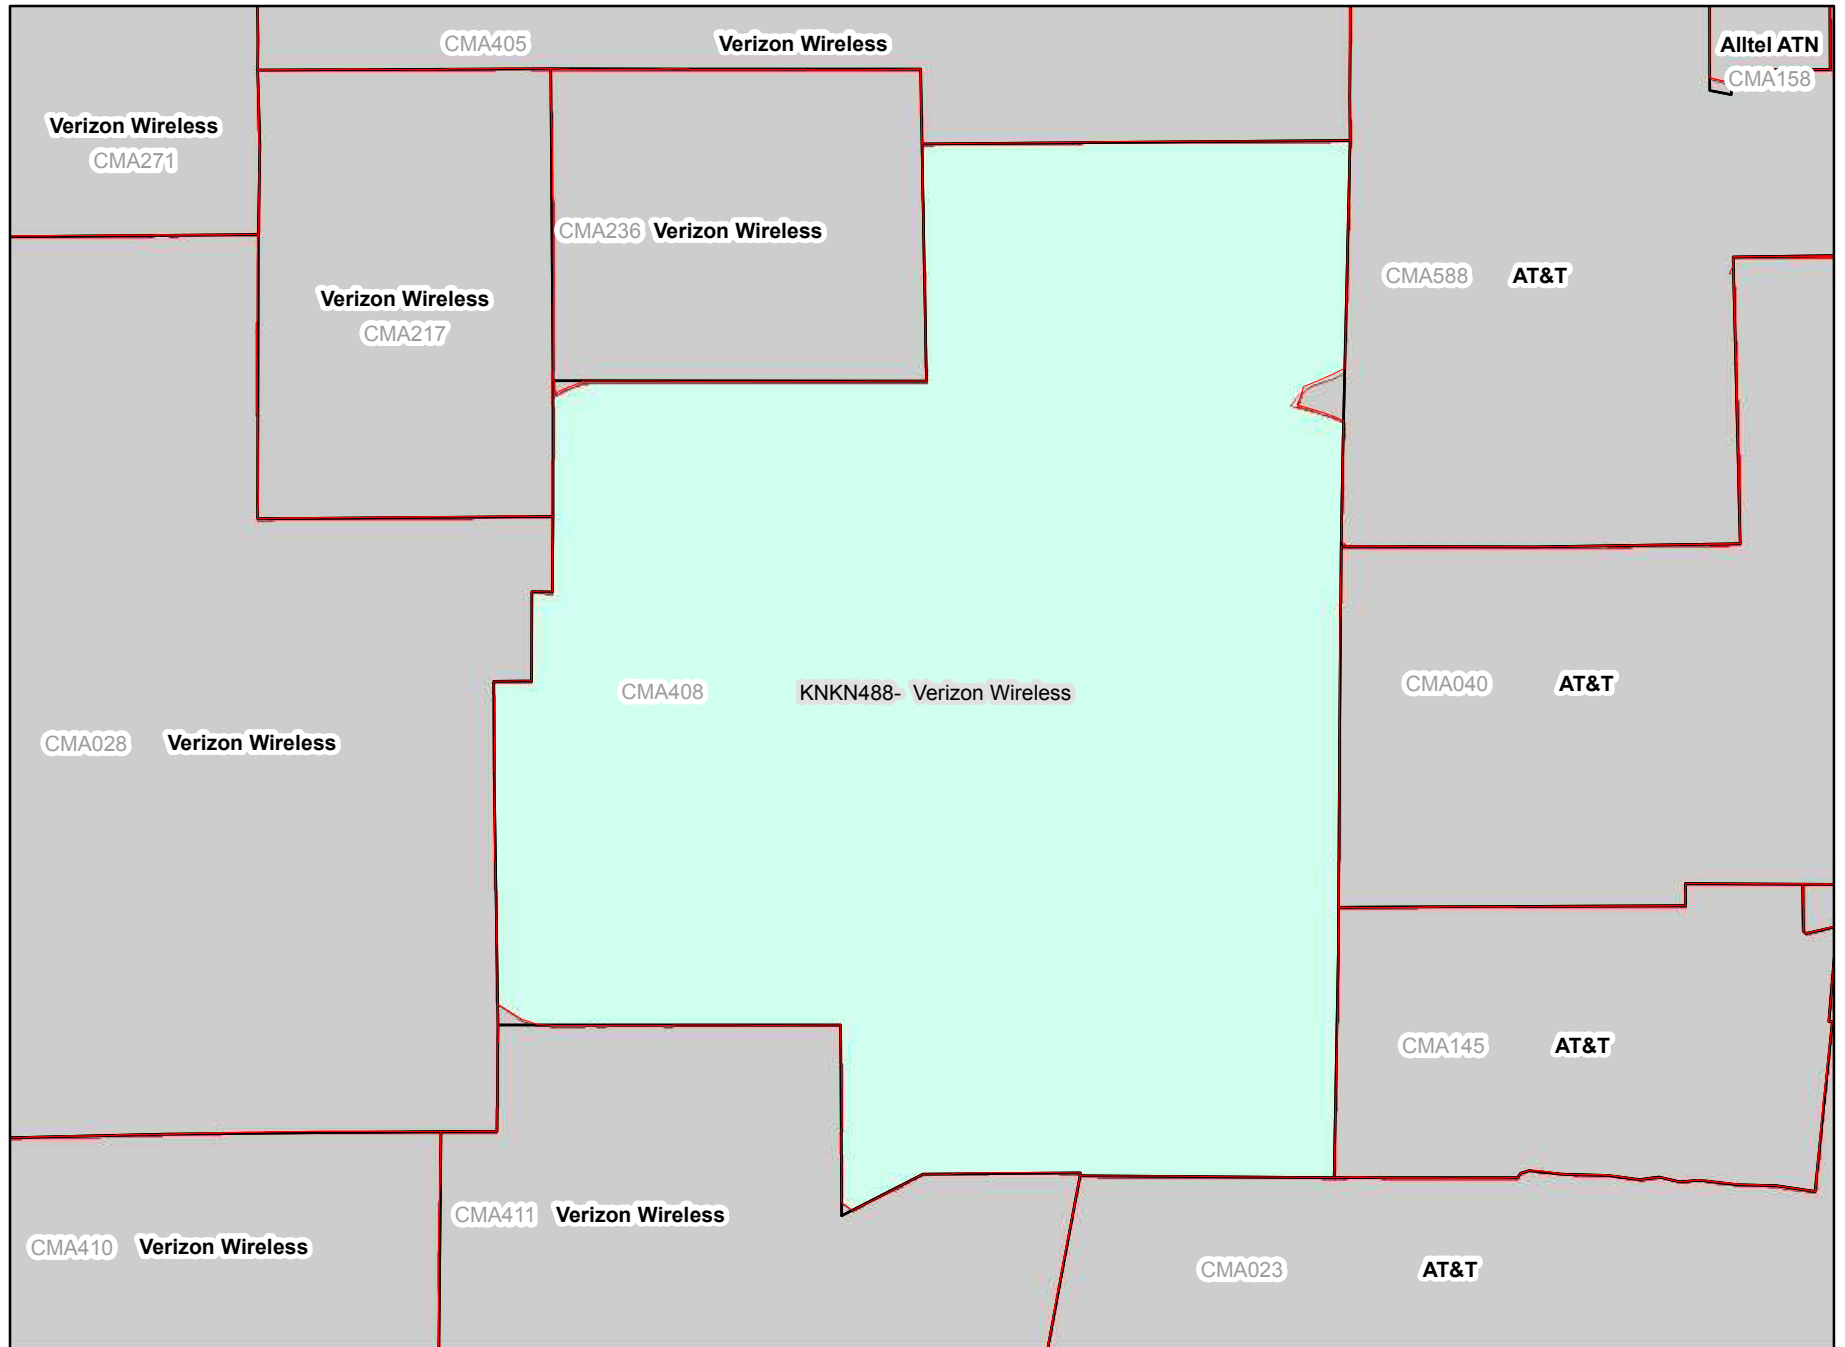 CMA405 Verizon Wireless
Alltel ATN
CMA158
Verizon Wireless
CMA271
CMA236 Verizon Wireless
Verizon Wireless
CMA217
CMA588 AT&T
CMA408 KNKN488- Verizon Wireless
CMA040 AT&T
CMA028 Verizon Wireless
CMA145 AT&T
CMA411 Verizon Wireless
CMA410 Verizon Wireless
CMA023 AT&T